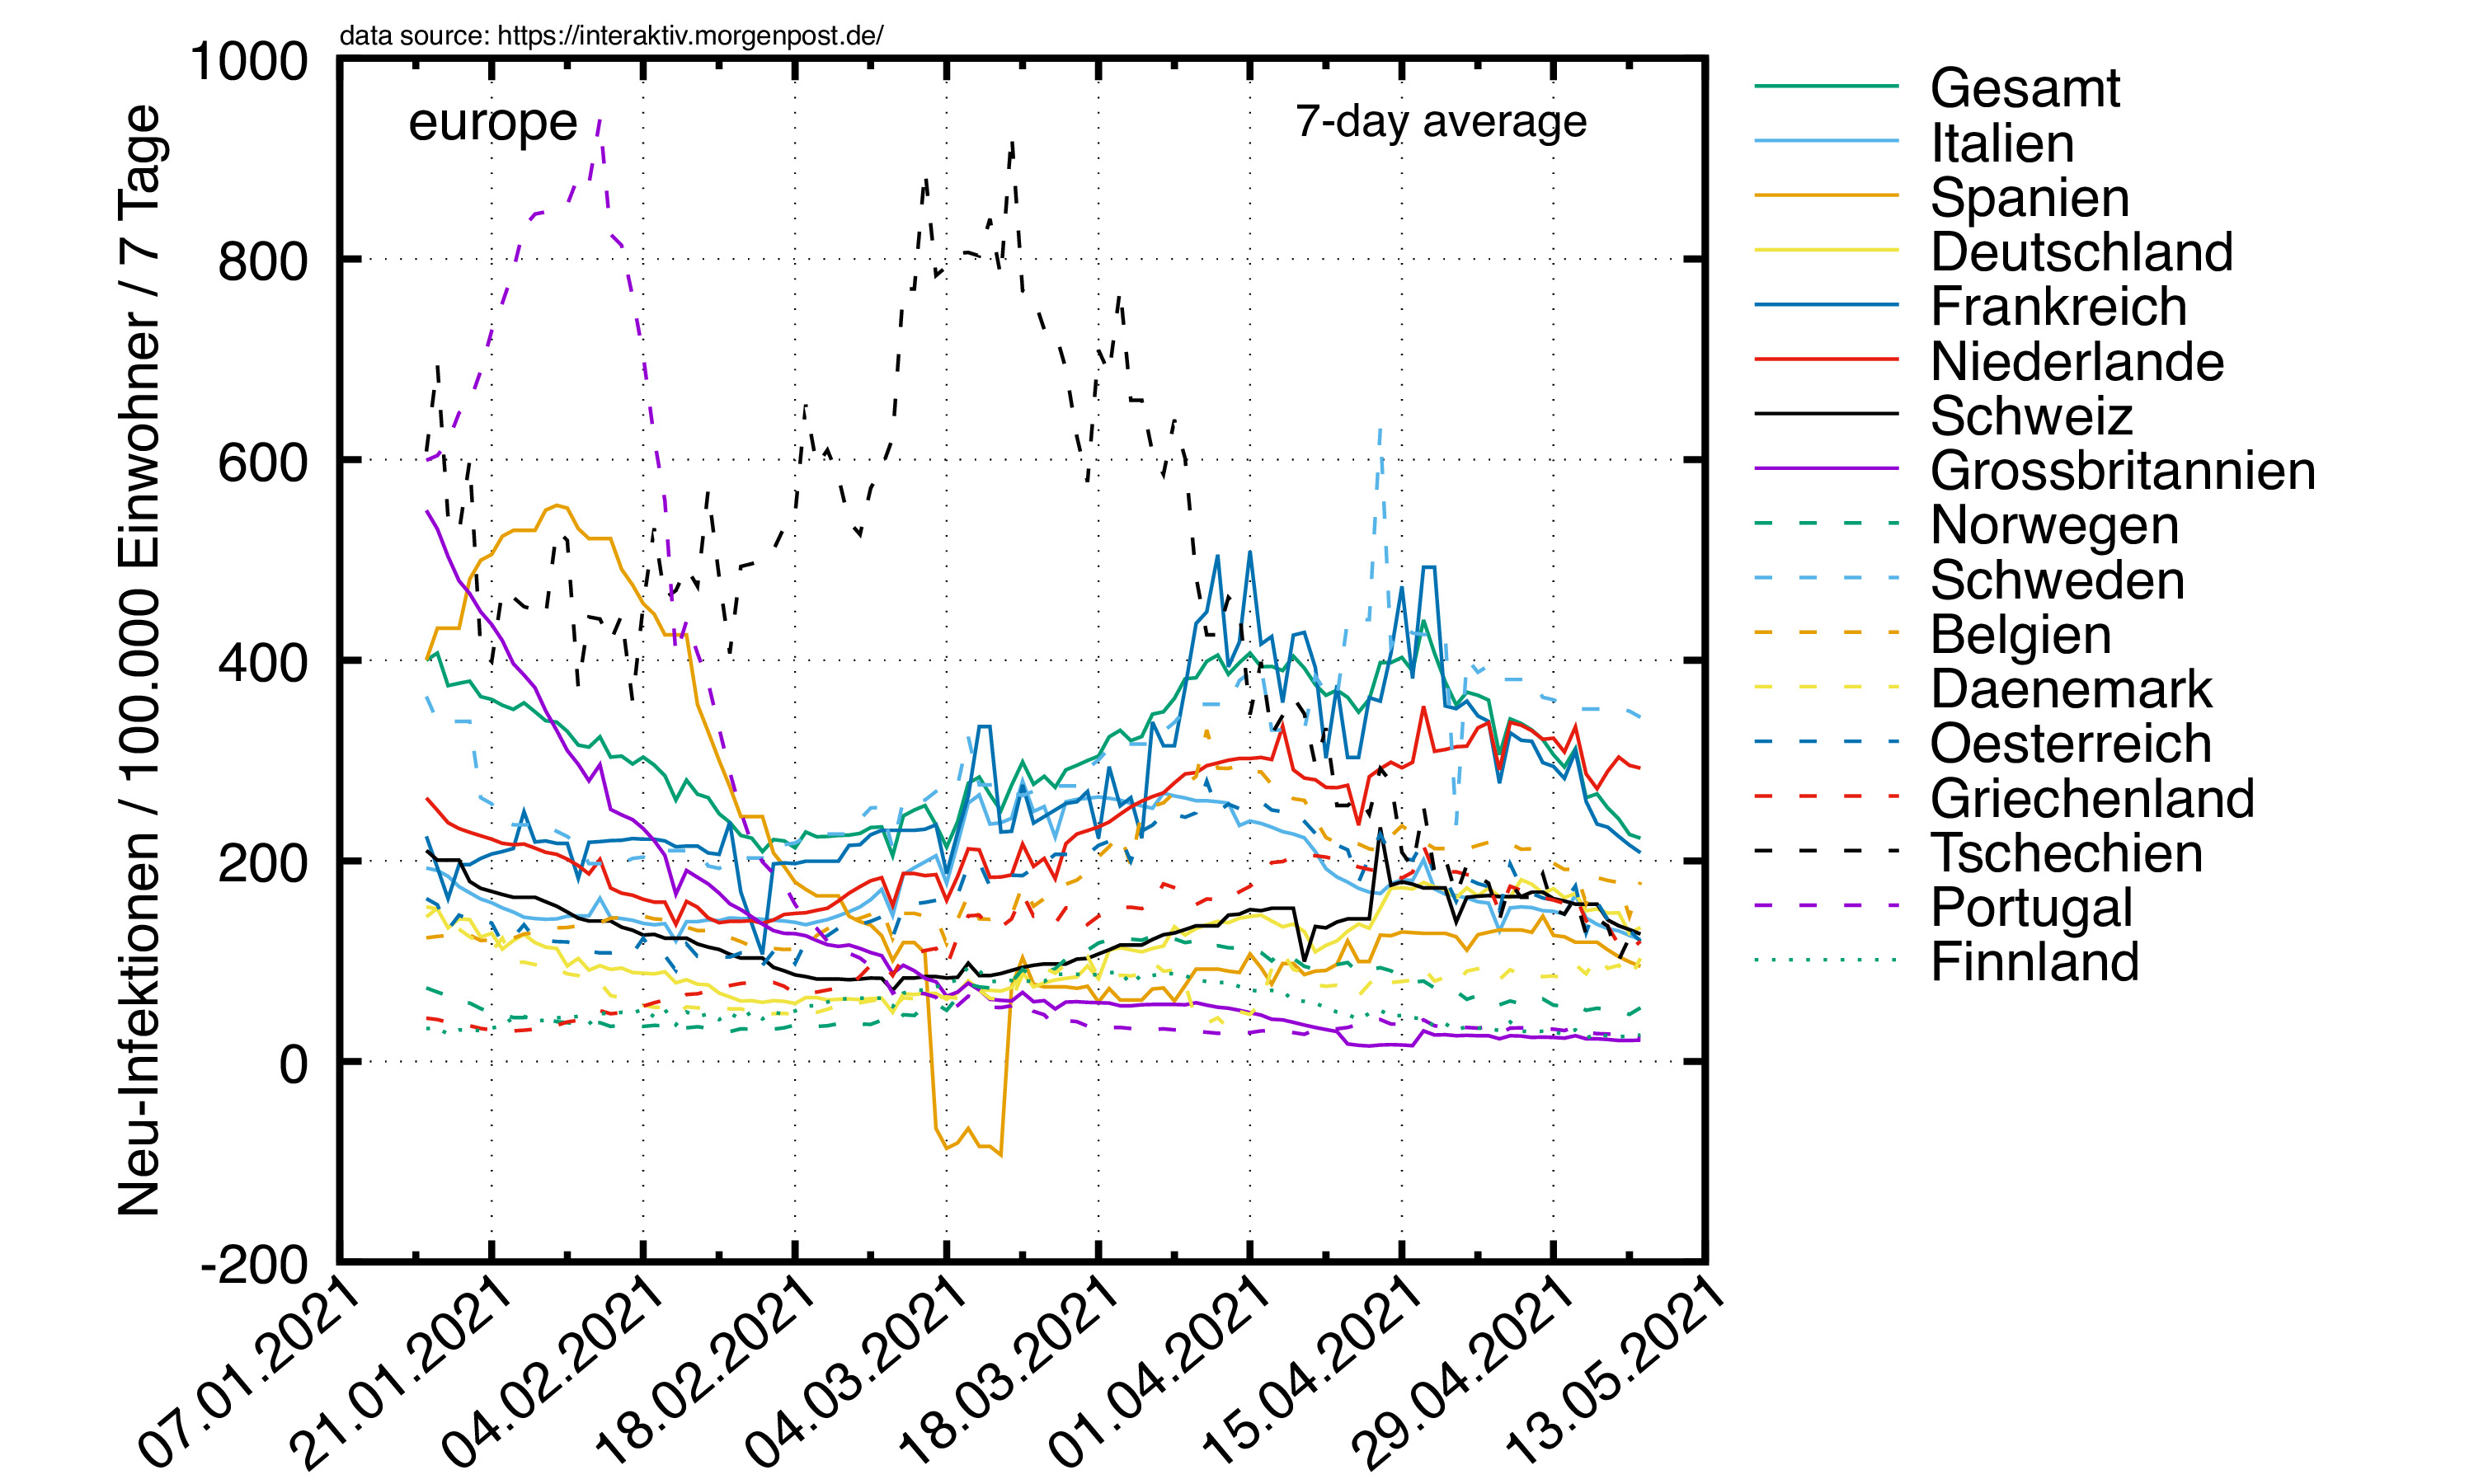 data source: https://interaktiv.morgenpost.de/
europe
7-day average
Neu-Infektionen / 100.000 Einwohner / 7 Tage
1000
800
600
400
200
0
-200
07.01.2021
21.01.2021
04.02.2021
18.02.2021
04.03.2021
18.03.2021
01.04.2021
15.04.2021
29.04.2021
13.05.2021
Gesamt
Italien
Spanien
Deutschland
Frankreich
Niederlande
Schweiz
Grossbritannien
Norwegen
Schweden
Belgien
Daenemark
Oesterreich
Griechenland
Tschechien
Portugal
Finnland